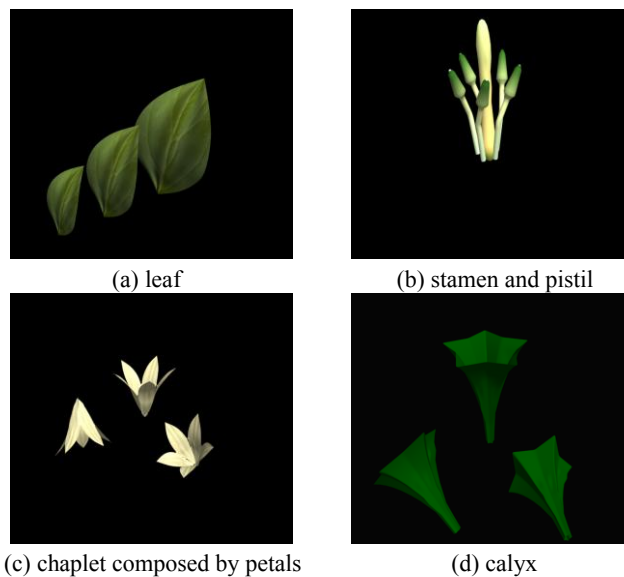 (a) leaf
(b) stamen and pistil
(c) chaplet composed by petals
(d) calyx